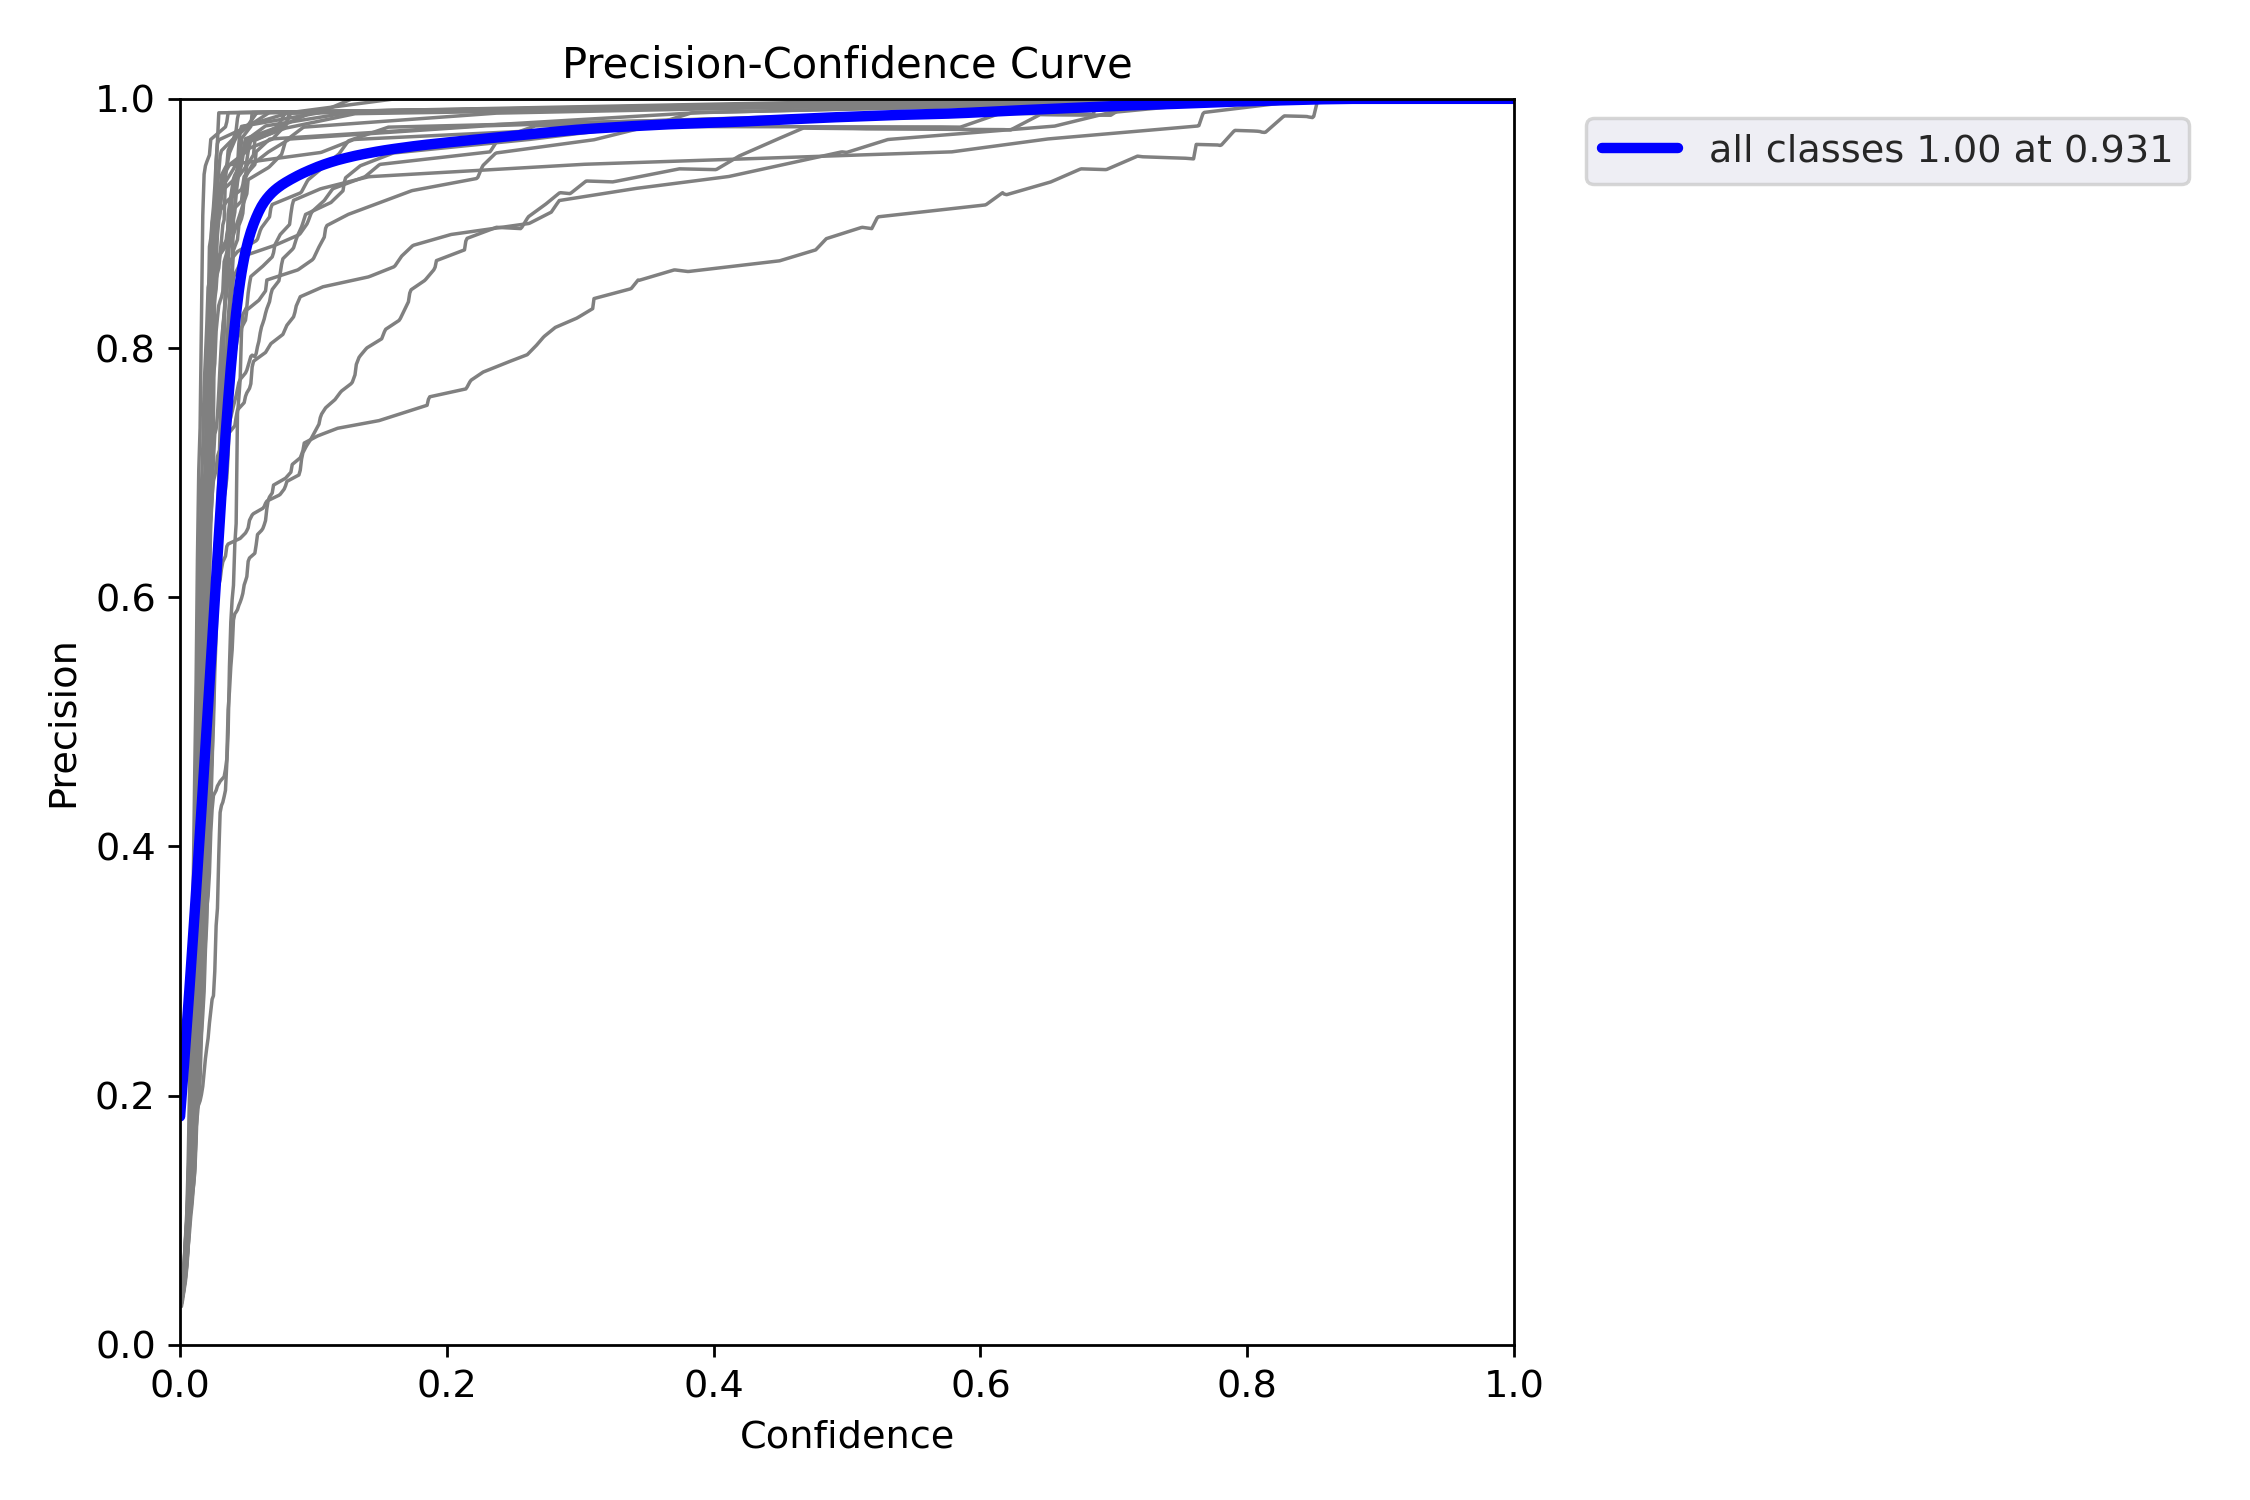 Precision-Confidence Curve
1.0
0.8
0.6
0.4
0.2
0.0
Precision
0.0 0.2 0.4 0.6 0.8 1.0
Confidence
all classes 1.00 at 0.931